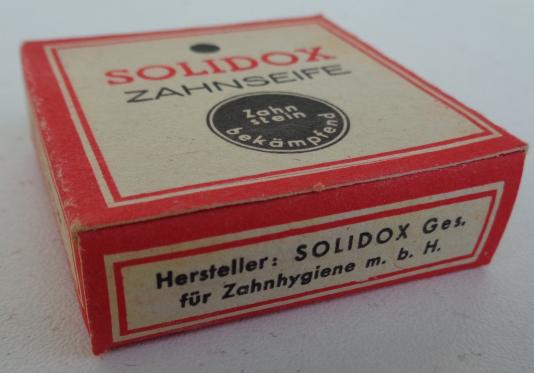 SOLIDOX
ZAHNSEIFE
Zahn
stein
bekämpfend
Hersteller: SOLIDOX Ges.
für Zahnhygiene m. b. H.